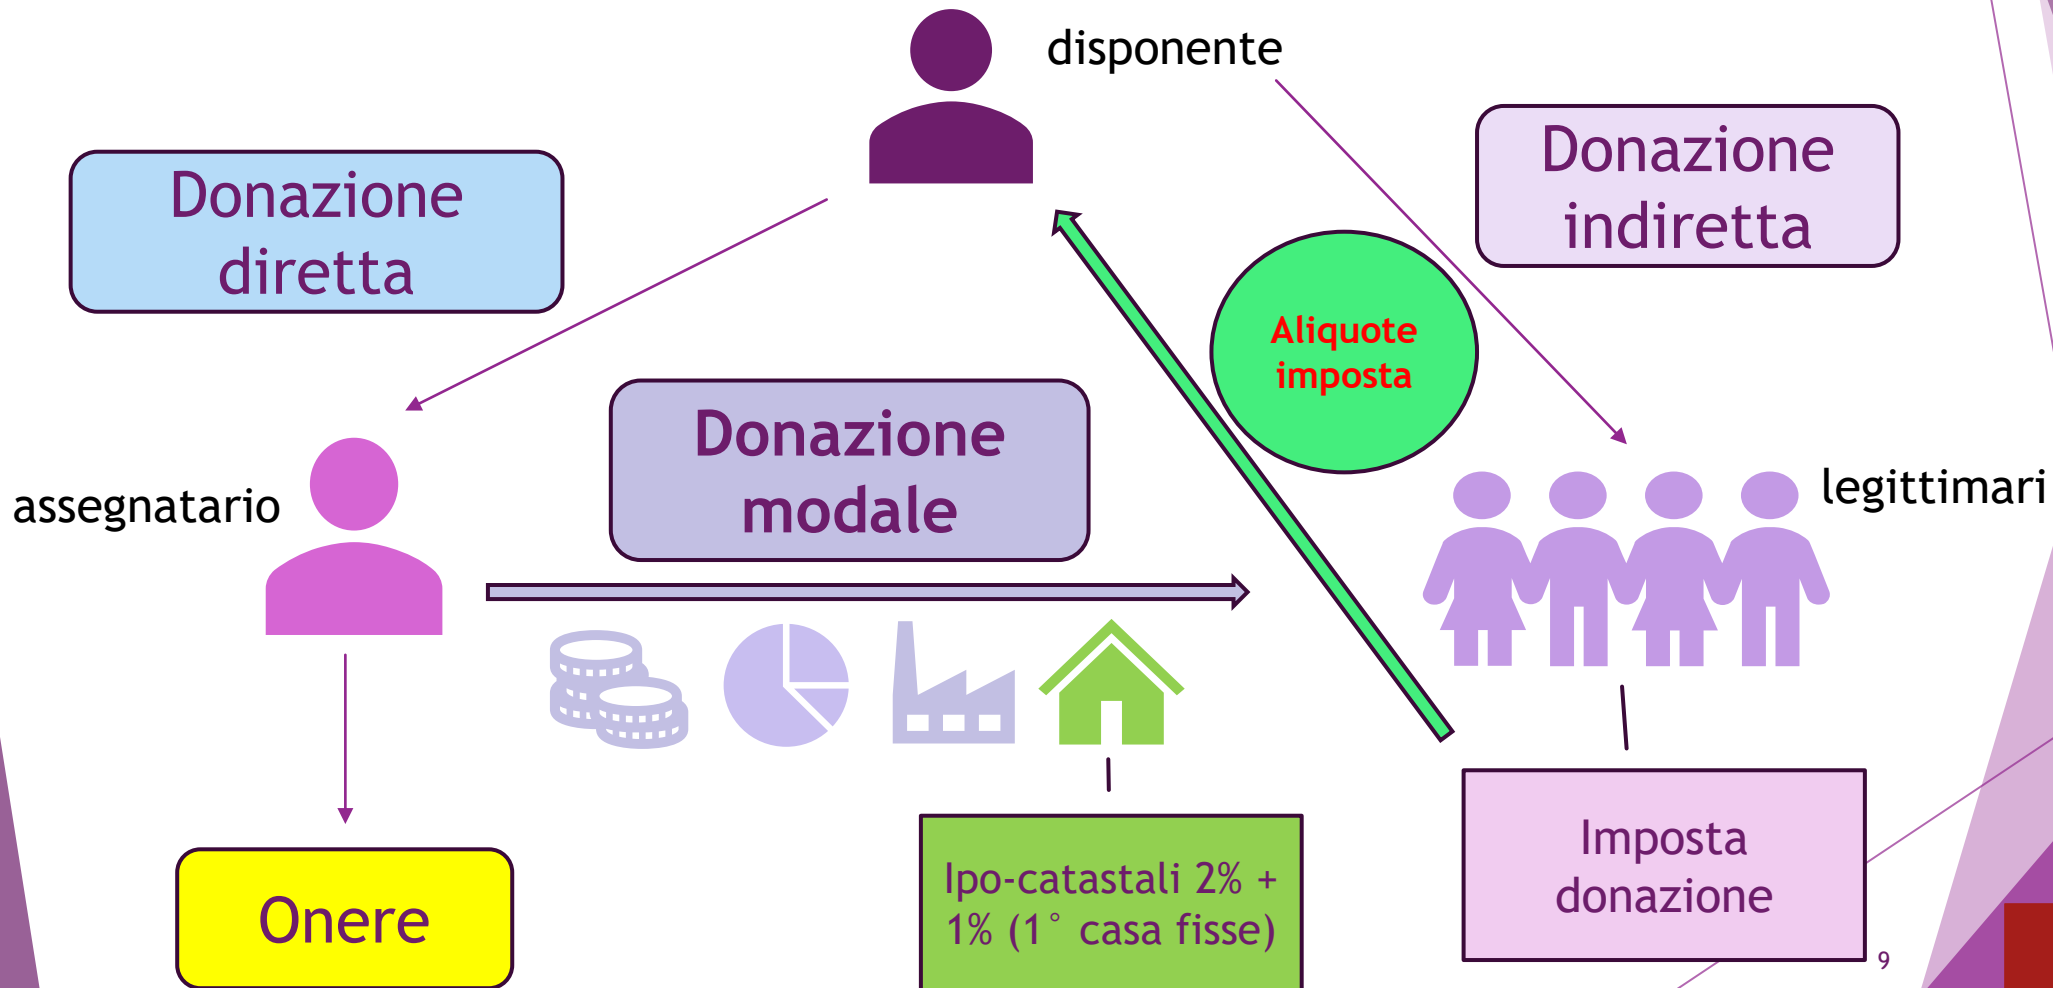 disponente
Donazione
diretta
Donazione
indiretta
Aliquote
imposta
Donazione
modale
assegnatario
legittimari
Onere
Ipo-catastali 2% +
1% (1° casa fisse)
Imposta
donazione
9